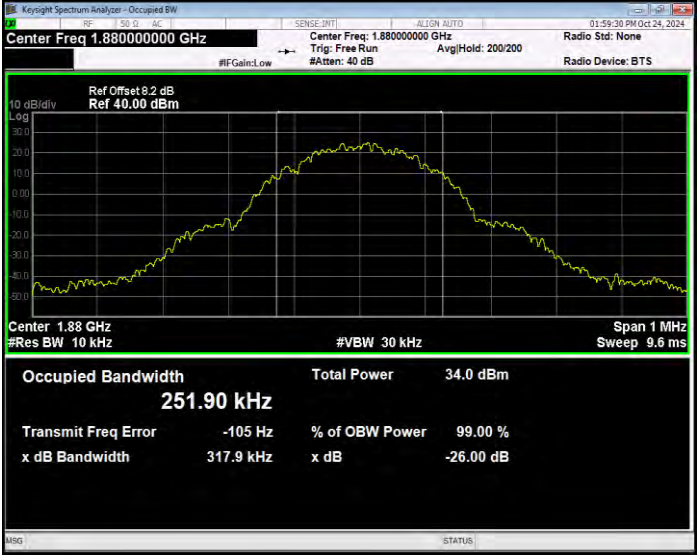 Keysight Spectrum Analyzer - Occupied BW
RF 50 Ω AC SENSE:INT ALIGN AUTO 01:59:30 PM Oct 24, 2024
Center Freq 1.880000000 GHz Center Freq: 1.880000000 GHz Radio Std: None
Trig: Free Run Avg|Hold: 200/200
#IFGain:Low #Atten: 40 dB Radio Device: BTS
Ref Offset 8.2 dB
10 dB/div Ref 40.00 dBm
Log
30.0
20.0
10.0
0.00
-10.0
-20.0
-30.0
-40.0
-50.0
Center 1.88 GHz Span 1 MHz
#Res BW 10 kHz #VBW 30 kHz Sweep 9.6 ms
Occupied Bandwidth Total Power 34.0 dBm
251.90 kHz
Transmit Freq Error -105 Hz % of OBW Power 99.00 %
x dB Bandwidth 317.9 kHz x dB -26.00 dB
MSG STATUS